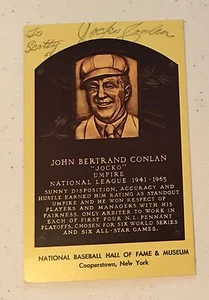 To Jocko Conlan
Scotty
JOHN BERTRAND CONLAN
"JOCKO"
UMPIRE
NATIONAL LEAGUE 1941-1965
SUNNY DISPOSITION, ACCURACY AND
HUSTLE EARNED HIM RATING AS STANDOUT
UMPIRE AND HE WON RESPECT OF
PLAYERS AND MANAGERS WITH HIS
FAIRNESS. ONLY ARBITER TO WORK IN
EACH OF FIRST FOUR N.L. PENNANT
PLAYOFFS, CHOSEN FOR SIX WORLD SERIES
AND SIX ALL-STAR GAMES.
NATIONAL BASEBALL HALL OF FAME & MUSEUM
Cooperstown, New York